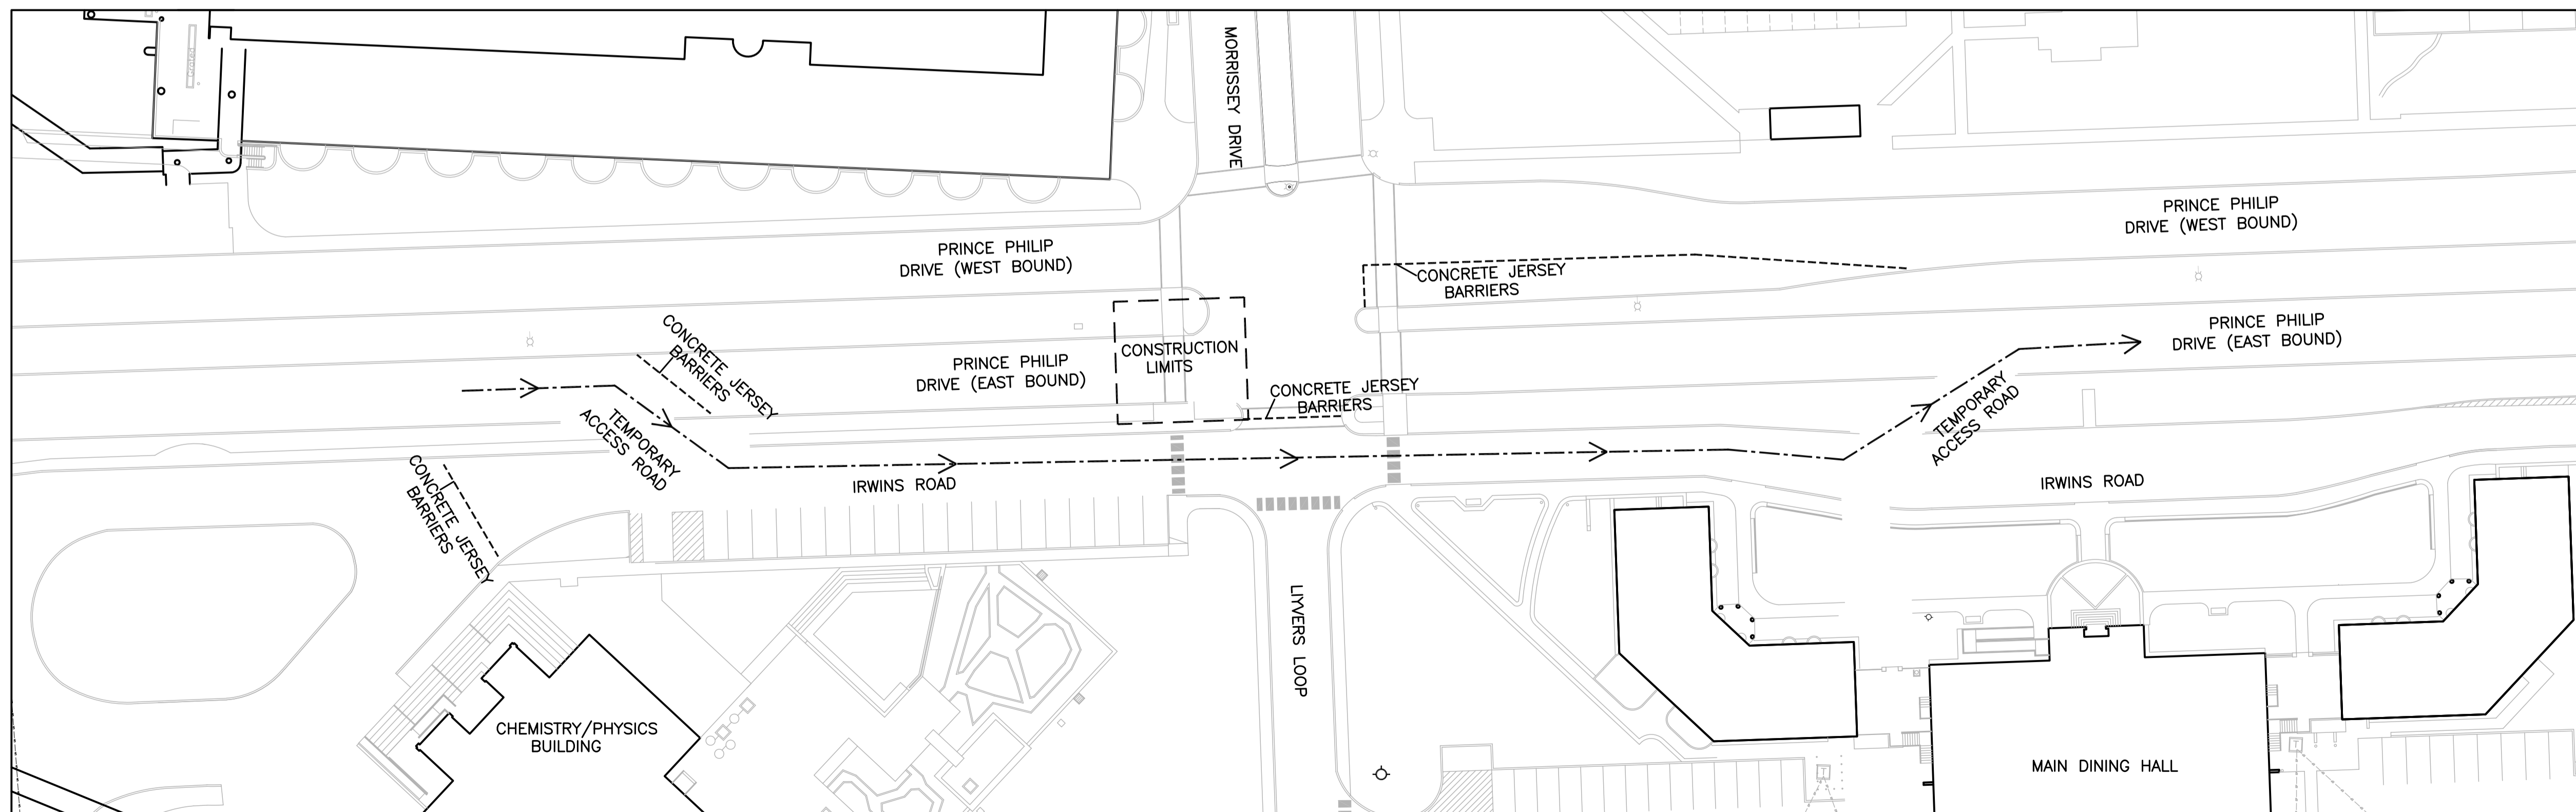 MORRISSEY DRIVE
PRINCE PHILIP
DRIVE (WEST BOUND)
PRINCE PHILIP
DRIVE (WEST BOUND)
CONCRETE JERSEY
BARRIERS
CONCRETE JERSEY
BARRIERS
PRINCE PHILIP
DRIVE (EAST BOUND)
CONSTRUCTION
LIMITS
CONCRETE JERSEY
BARRIERS
PRINCE PHILIP
DRIVE (EAST BOUND)
TEMPORARY
ACCESS ROAD
TEMPORARY
ACCESS ROAD
CONCRETE JERSEY
BARRIERS
IRWINS ROAD
IRWINS ROAD
LIYVERS LOOP
CHEMISTRY/PHYSICS
BUILDING
MAIN DINING HALL
T
T